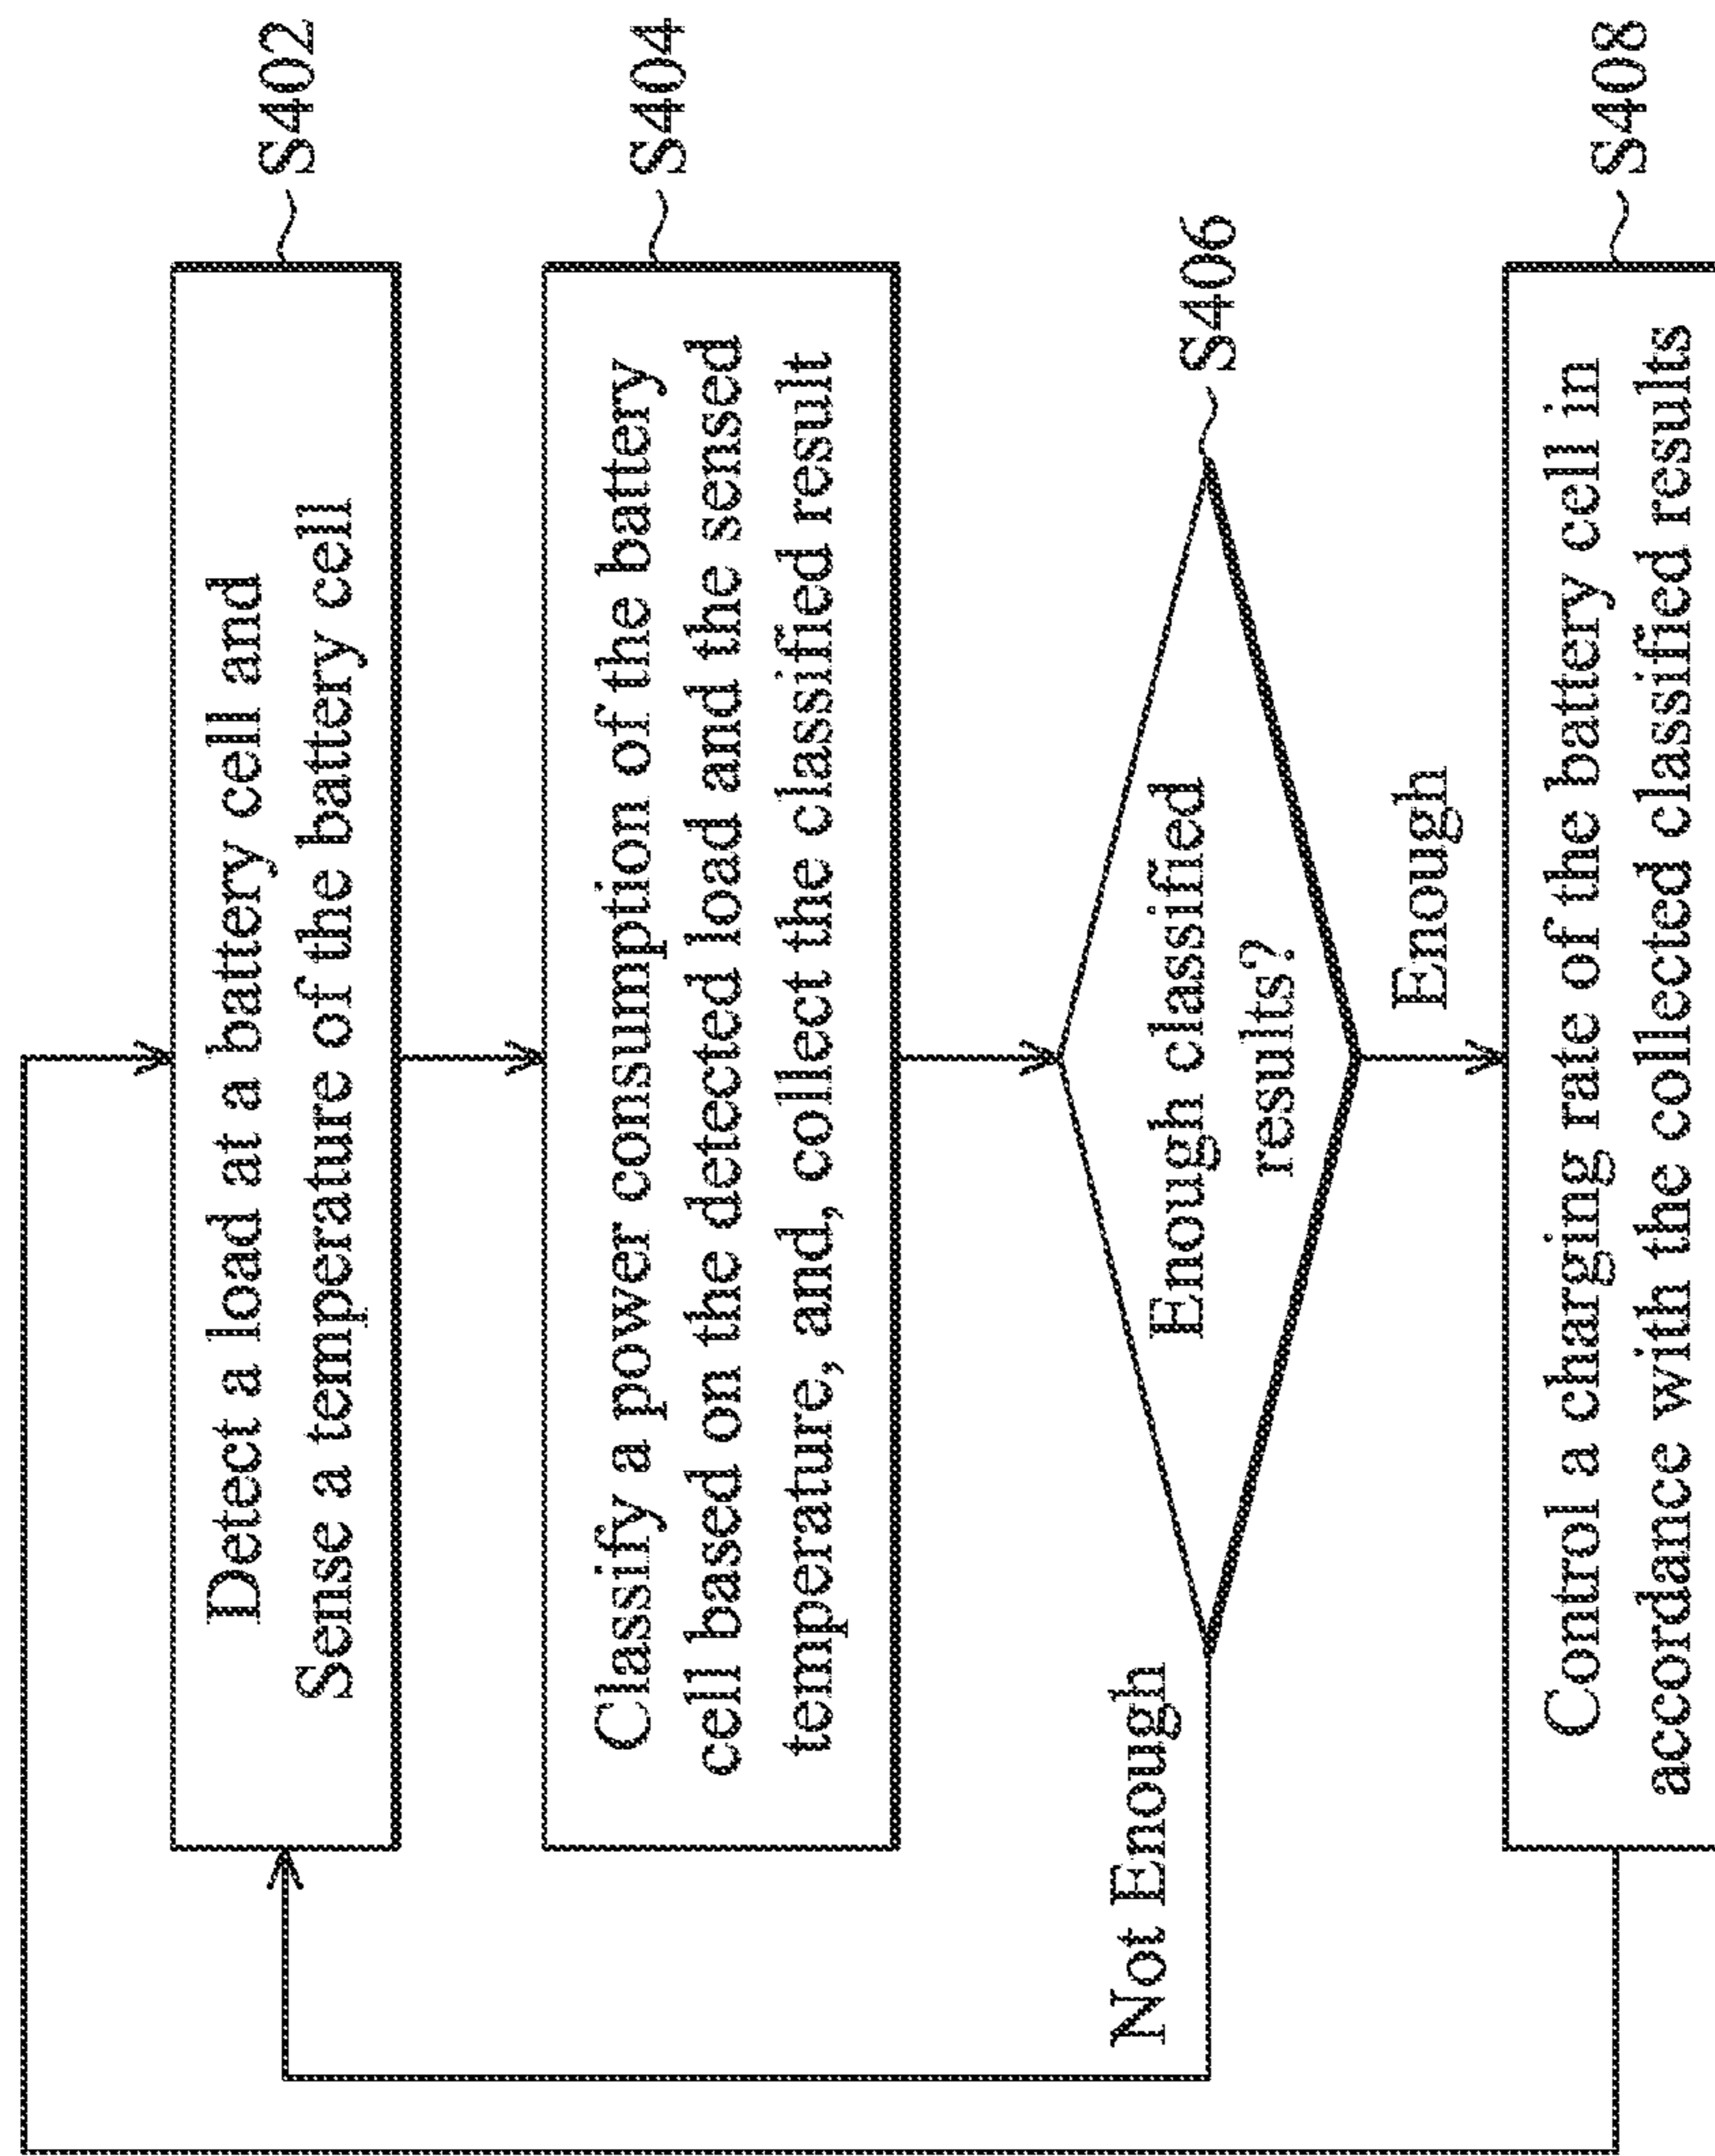 Detect a load at a battery cell and
Sense a temperature of the battery cell
S402
Classify a power consumption of the battery
cell based on the detected load and the sensed
temperature, and, collect the classified result
S404
Enough classified
results?
S406
Not Enough
Enough
Control a charging rate of the battery cell in
accordance with the collected classified results
S408